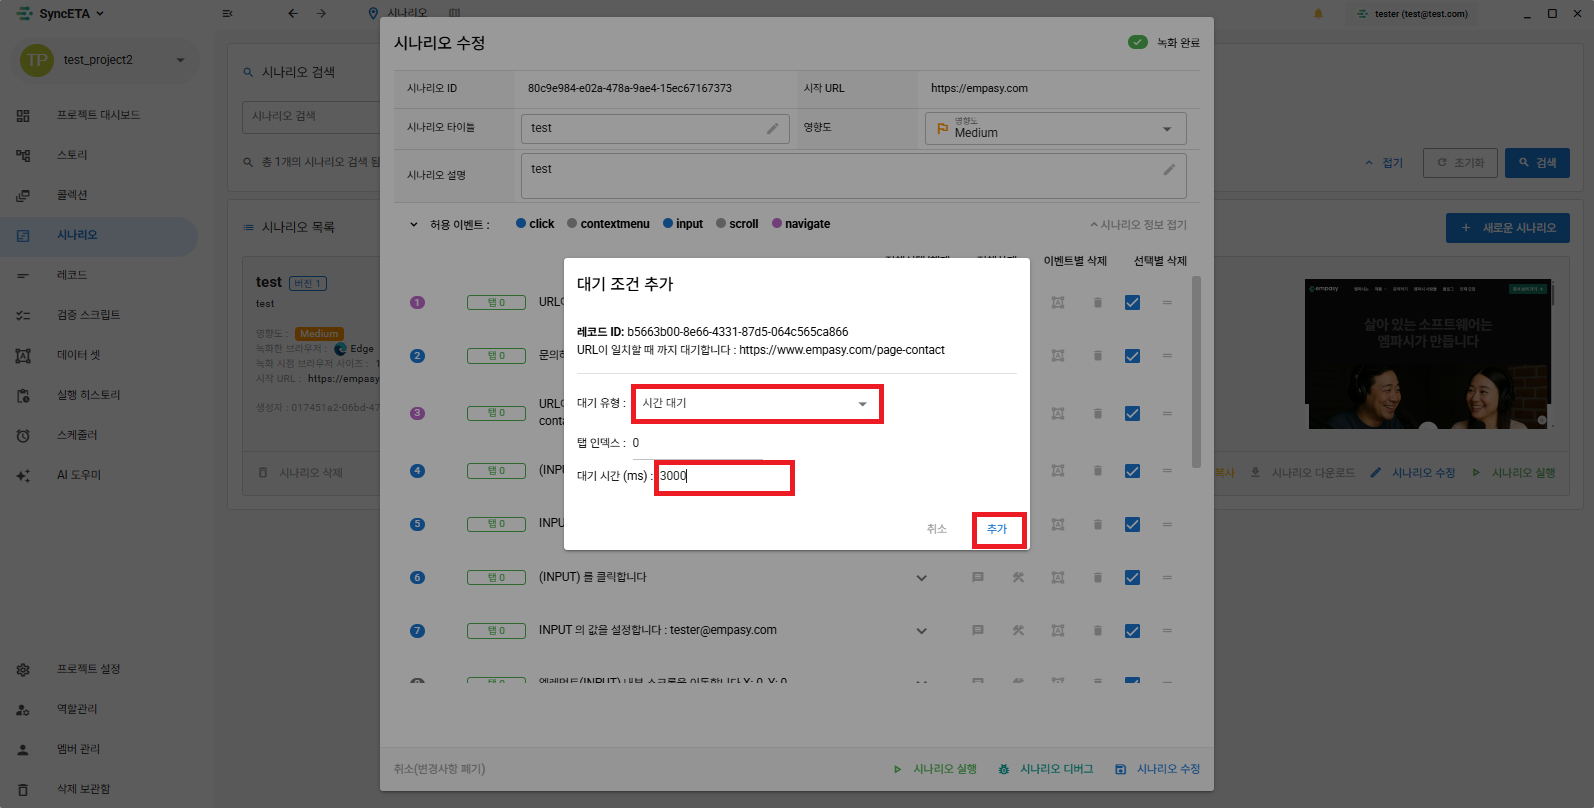 SyncETA
시나리오
tester (test@test.com)
TP
test_project2
프로젝트 대시보드
스토리
콜렉션
시나리오
레코드
검증 스크립트
데이터 셋
실행 히스토리
스케줄러
AI 도우미
프로젝트 설정
역할관리
멤버 관리
삭제 보관함
시나리오 검색
시나리오 검색
총 1개의 시나리오 검색 됨
접기
초기화
검색
시나리오 목록
새로운 시나리오
test 버전 1
test
영향도 : Medium
녹화한 브라우저 : Edge
녹화 시점 브라우저 사이즈 : 1
시작 URL : https://empasy
생성자 : 017451a2-06bd-47
시나리오 삭제
empasy
살아 있는 소프트웨어는
엠파시가 만듭니다
복사
시나리오 다운로드
시나리오 수정
시나리오 실행
시나리오 수정
녹화 완료
시나리오 ID 80c9e984-e02a-478a-9ae4-15ec67167373 시작 URL https://empasy.com
시나리오 타이틀 test 영향도 영향도 Medium
시나리오 설명 test
허용 이벤트 : click contextmenu input scroll navigate
시나리오 정보 접기
이벤트별 삭제 선택별 삭제
1 탭 0 URL이
2 탭 0 문의하
3 탭 0 URL이
conta
4 탭 0 (INPU
5 탭 0 INPU
6 탭 0 (INPUT) 를 클릭합니다
7 탭 0 INPUT 의 값을 설정합니다 : tester@empasy.com
8 탭 0 엘레먼트(INPUT) 내부 스크롤을 이동합니다 X: 0, Y: 0
취소(변경사항 폐기)
시나리오 실행
시나리오 디버그
시나리오 수정
대기 조건 추가
레코드 ID: b5663b00-8e66-4331-87d5-064c565ca866
URL이 일치할 때 까지 대기합니다 : https://www.empasy.com/page-contact
대기 유형 : 시간 대기
탭 인덱스 : 0
대기 시간 (ms) : 3000
취소
추가